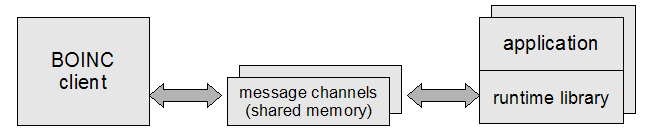 BOINC
client
message channels
(shared memory)
application
runtime library